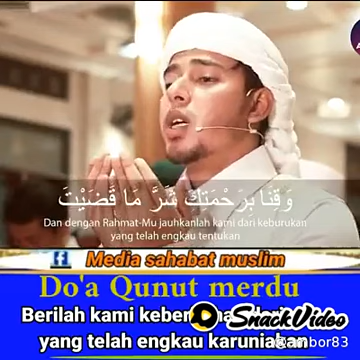 وَقِنَا بِرَحْمَتِكَ شَرَّ مَا قَضَيْتَ
Dan dengan Rahmat-Mu jauhkanlah kami dari keburukan
yang telah engkau tentukan
f Media sahabat muslim
Do'a Qunut merdu
Berilah kami
SnackVideo
yang telah engkau karuniakan